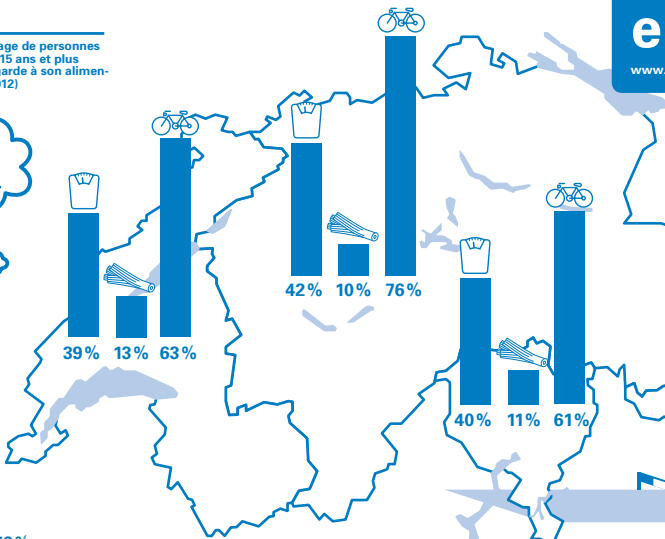 age de personnes
15 ans et plus
garde à son alimen-
012)
e
www.
42 % 10 % 76 %
39 % 13 % 63 %
40 % 11 % 61 %